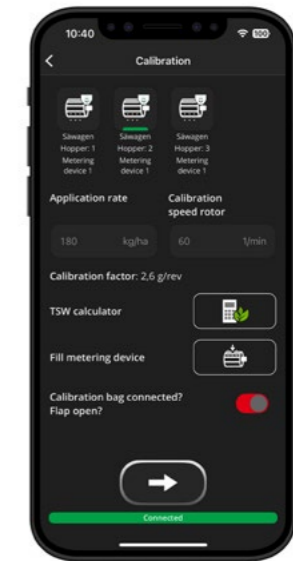 10:40
100
Calibration
Säwagen Säwagen Säwagen
Hopper: 1 Hopper: 2 Hopper: 3
Metering Metering Metering
device 1 device 1 device 1
Application rate Calibration
speed rotor
180 kg/ha 60 1/min
Calibration factor: 2,6 g/rev
TSW calculator
Fill metering device
Calibration bag connected?
Flap open?
Connected